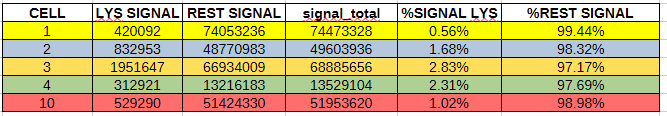 CELL LYS SIGNAL REST SIGNAL signal_total %SIGNAL LYS %REST SIGNAL
1 420092 74053236 74473328 0.56% 99.44%
2 832953 48770983 49603936 1.68% 98.32%
3 1951647 66934009 68885656 2.83% 97.17%
4 312921 13216183 13529104 2.31% 97.69%
10 529290 51424330 51953620 1.02% 98.98%